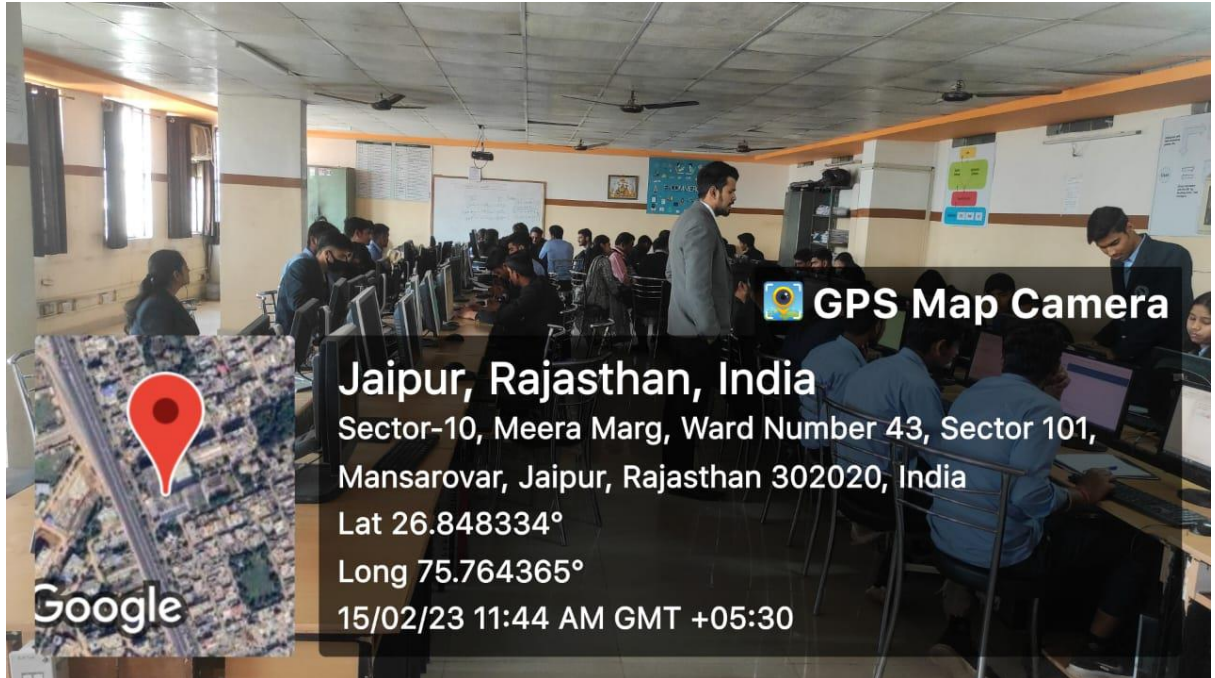 GPS Map Camera
Jaipur, Rajasthan, India
Sector-10, Meera Marg, Ward Number 43, Sector 101,
Mansarovar, Jaipur, Rajasthan 302020, India
Lat 26.848334°
Long 75.764365°
15/02/23 11:44 AM GMT +05:30
Google